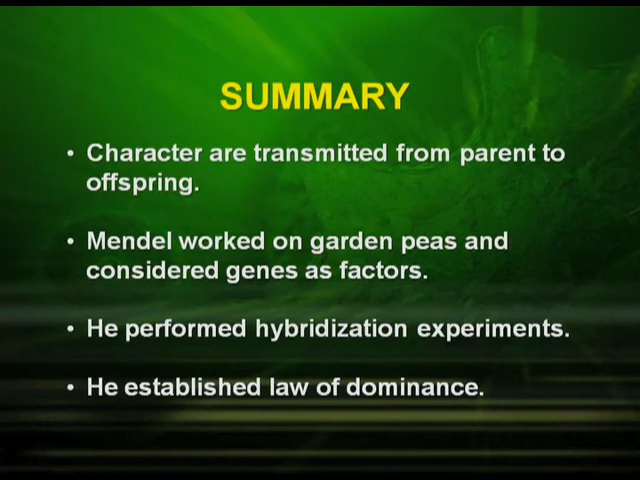 SUMMARY
• Character are transmitted from parent to
offspring.
• Mendel worked on garden peas and
considered genes as factors.
• He performed hybridization experiments.
• He established law of dominance.